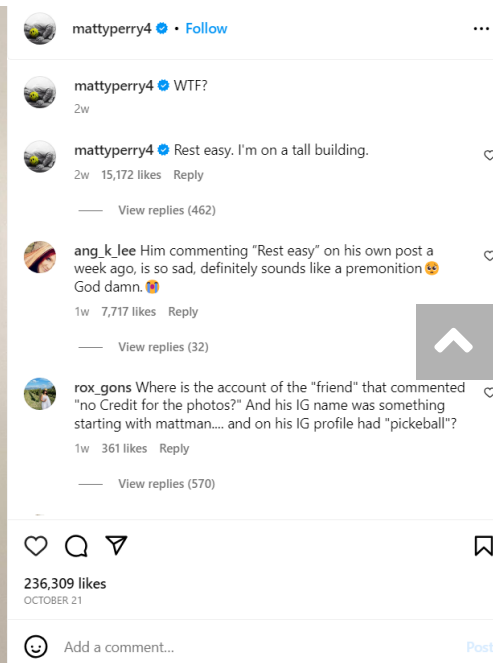 mattyperry4 • Follow
mattyperry4 WTF?
2w
mattyperry4 Rest easy. I'm on a tall building.
2w 15,172 likes Reply
View replies (462)
ang_k_lee Him commenting “Rest easy” on his own post a
week ago, is so sad, definitely sounds like a premonition 🥺
God damn. 😭
1w 7,717 likes Reply
View replies (32)
rox_gons Where is the account of the "friend" that commented
"no Credit for the photos?" And his IG name was something
starting with mattman.... and on his IG profile had "pickeball"?
1w 361 likes Reply
View replies (570)
236,309 likes
OCTOBER 21
Add a comment...
Post